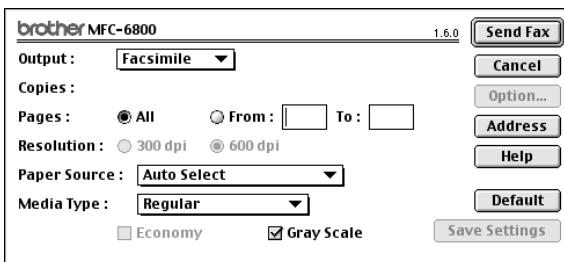 brother MFC-6800 1.6.0 Send Fax
Output : Facsimile Cancel
Copies : Option...
Pages : All From : To : Address
Resolution : 300 dpi 600 dpi Help
Paper Source : Auto Select
Media Type : Regular Default
Economy Gray Scale Save Settings